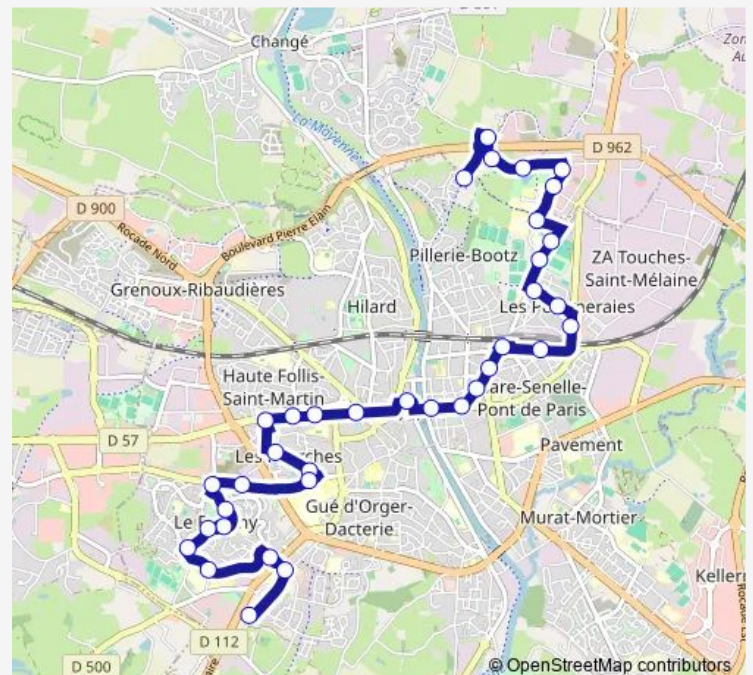 Changé
La Mayenne
D 962
D 900
Rocade Nord
Boulevard Pierre Elain
Pillerie-Bootz
ZA Touches-
Saint-Mélaine
Grenoux-Ribaudières
Hilard
Les
neraies
Haute Follis-
Saint-Martin
are-Senelle-
Pont de Paris
D 57
Les
rches
Pavement
Gué d'Orger-
Dacterie
Le
ny
Murat-Mortier
Keller
D 112
D 500
© OpenStreetMap contributors